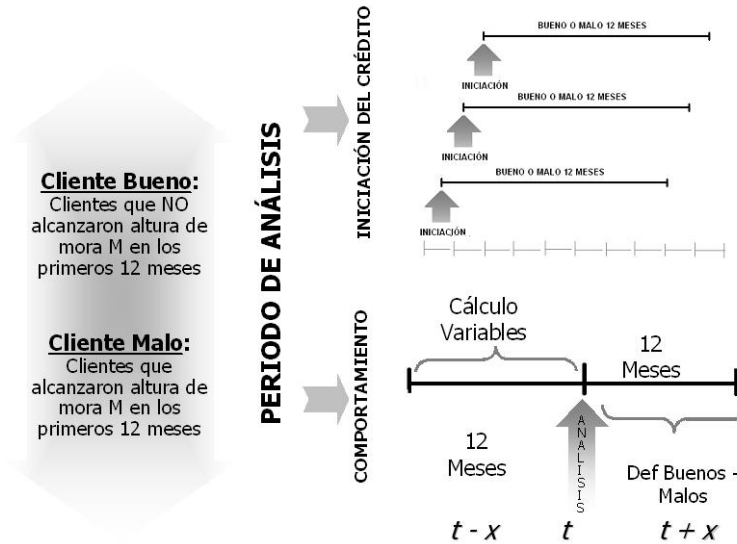 Cliente Bueno:
Clientes que NO
alcanzaron altura de
mora M en los
primeros 12 meses
Cliente Malo:
Clientes que
alcanzaron altura de
mora M en los
primeros 12 meses
PERIODO DE ANÁLISIS
INICIACIÓN DEL CRÉDITO
BUENO O MALO 12 MESES
INICIACIÓN
BUENO O MALO 12 MESES
INICIACIÓN
BUENO O MALO 12 MESES
INICIACIÓN
COMPORTAMIENTO
Cálculo
Variables
12
Meses
12
Meses
ANALISIS
Def Buenos -
Malos
t - x
t
t + x